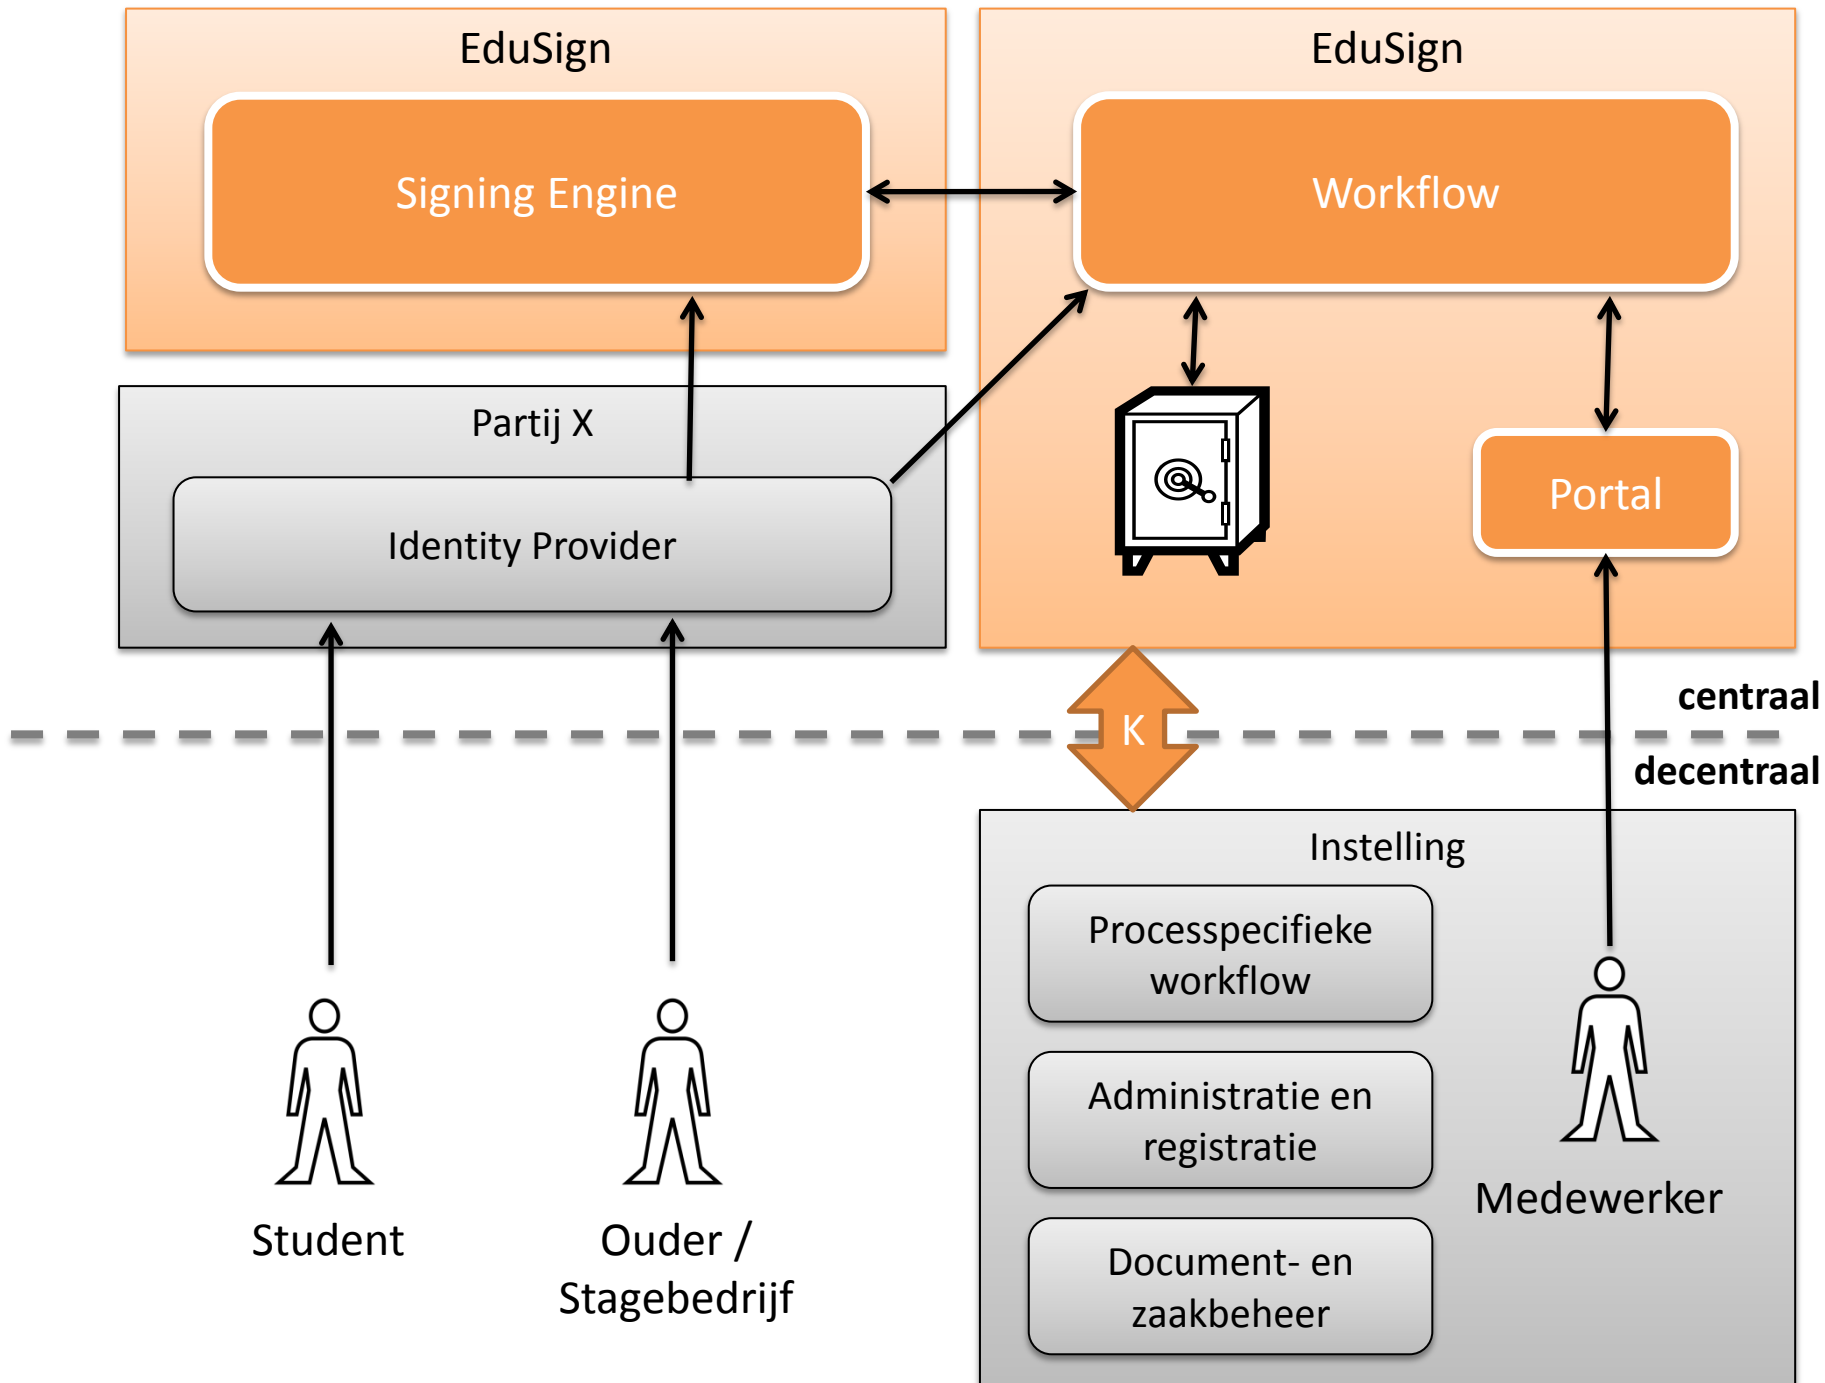 EduSign
EduSign
Signing Engine
Workflow
Partij X
Identity Provider
Portal
centraal
K
decentraal
Instelling
Processpecifieke
workflow
Administratie en
registratie
Document- en
zaakbeheer
Medewerker
Student
Ouder /
Stagebedrijf